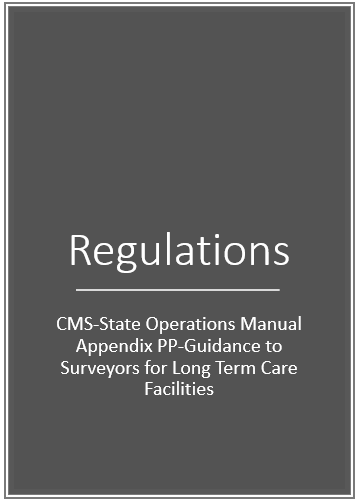 Regulations
CMS-State Operations Manual
Appendix PP-Guidance to
Surveyors for Long Term Care
Facilities